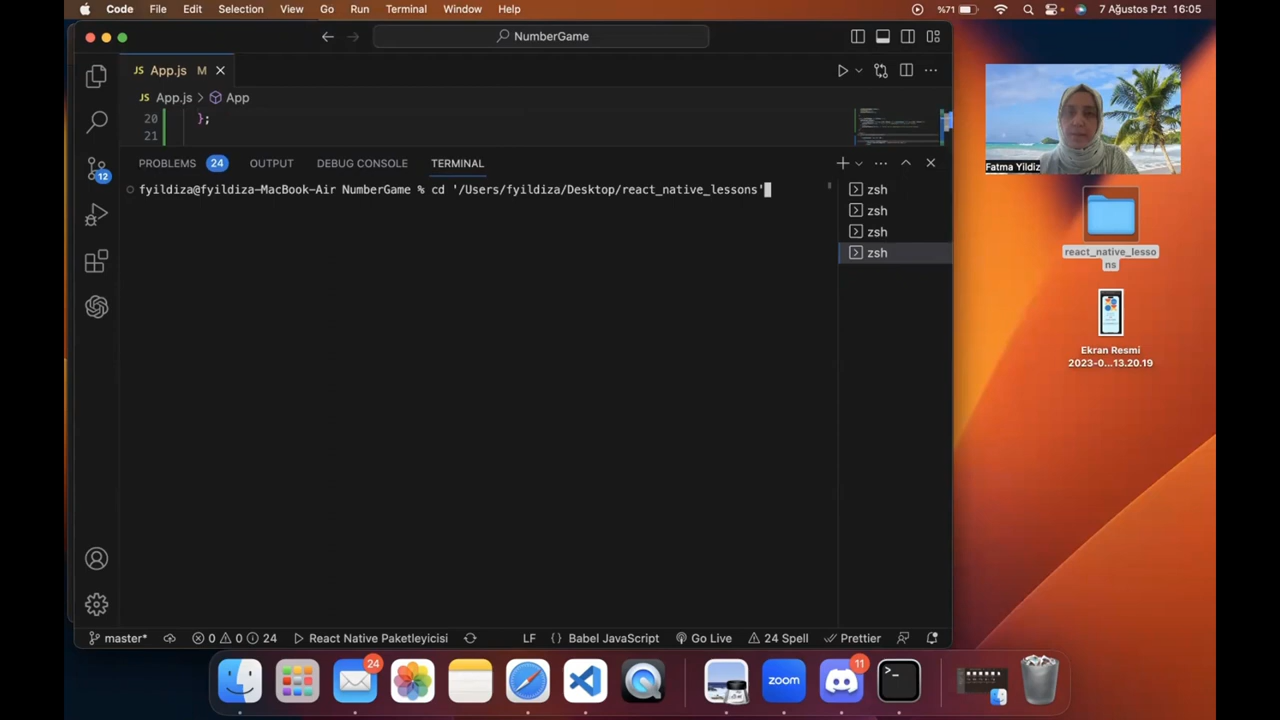 Code File Edit Selection View Go Run Terminal Window Help %71 7 Ağustos Pzt 16:05
NumberGame
JS App.js M
JS App.js > App
20 };
21
PROBLEMS 24 OUTPUT DEBUG CONSOLE TERMINAL
fyildiza@fyildiza-MacBook-Air NumberGame % cd '/Users/fyildiza/Desktop/react_native_lessons'
zsh
zsh
zsh
zsh
12
Fatma Yildiz
react_native_lesso
ns
Ekran Resmi
2023-0...13.20.19
master* 0 0 24 React Native Paketleyicisi LF {} Babel JavaScript Go Live 24 Spell Prettier
24
zoom
11
>_